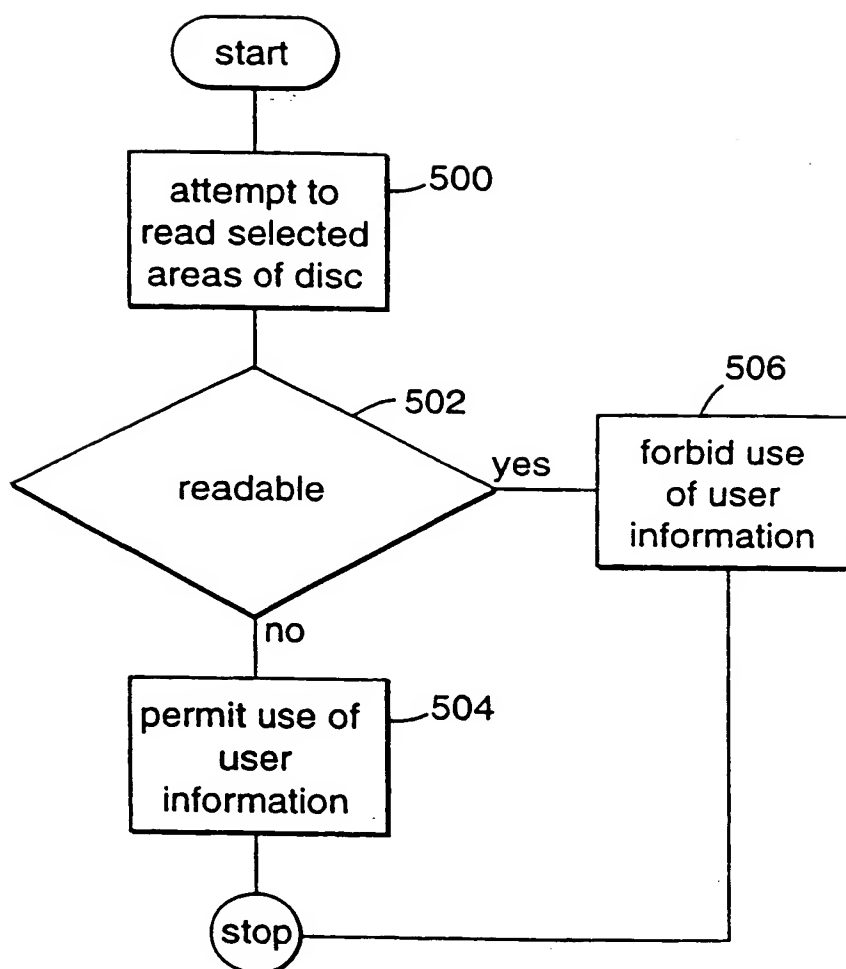 start
500
attempt to
read selected
areas of disc
502
readable
yes
506
forbid use
of user
information
no
504
permit use of
user
information
stop